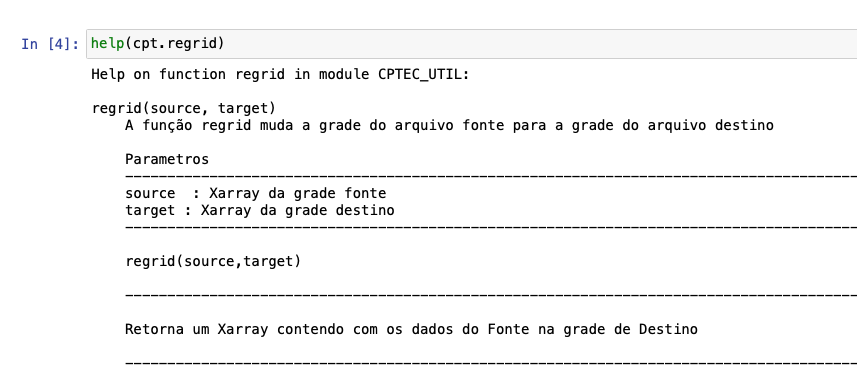 In [4]: help(cpt.regrid)
Help on function regrid in module CPTEC_UTIL:
regrid(source, target)
A função regrid muda a grade do arquivo fonte para a grade do arquivo destino
Parametros
source  : Xarray da grade fonte
target : Xarray da grade destino
regrid(source,target)
Retorna um Xarray contendo com os dados do Fonte na grade de Destino